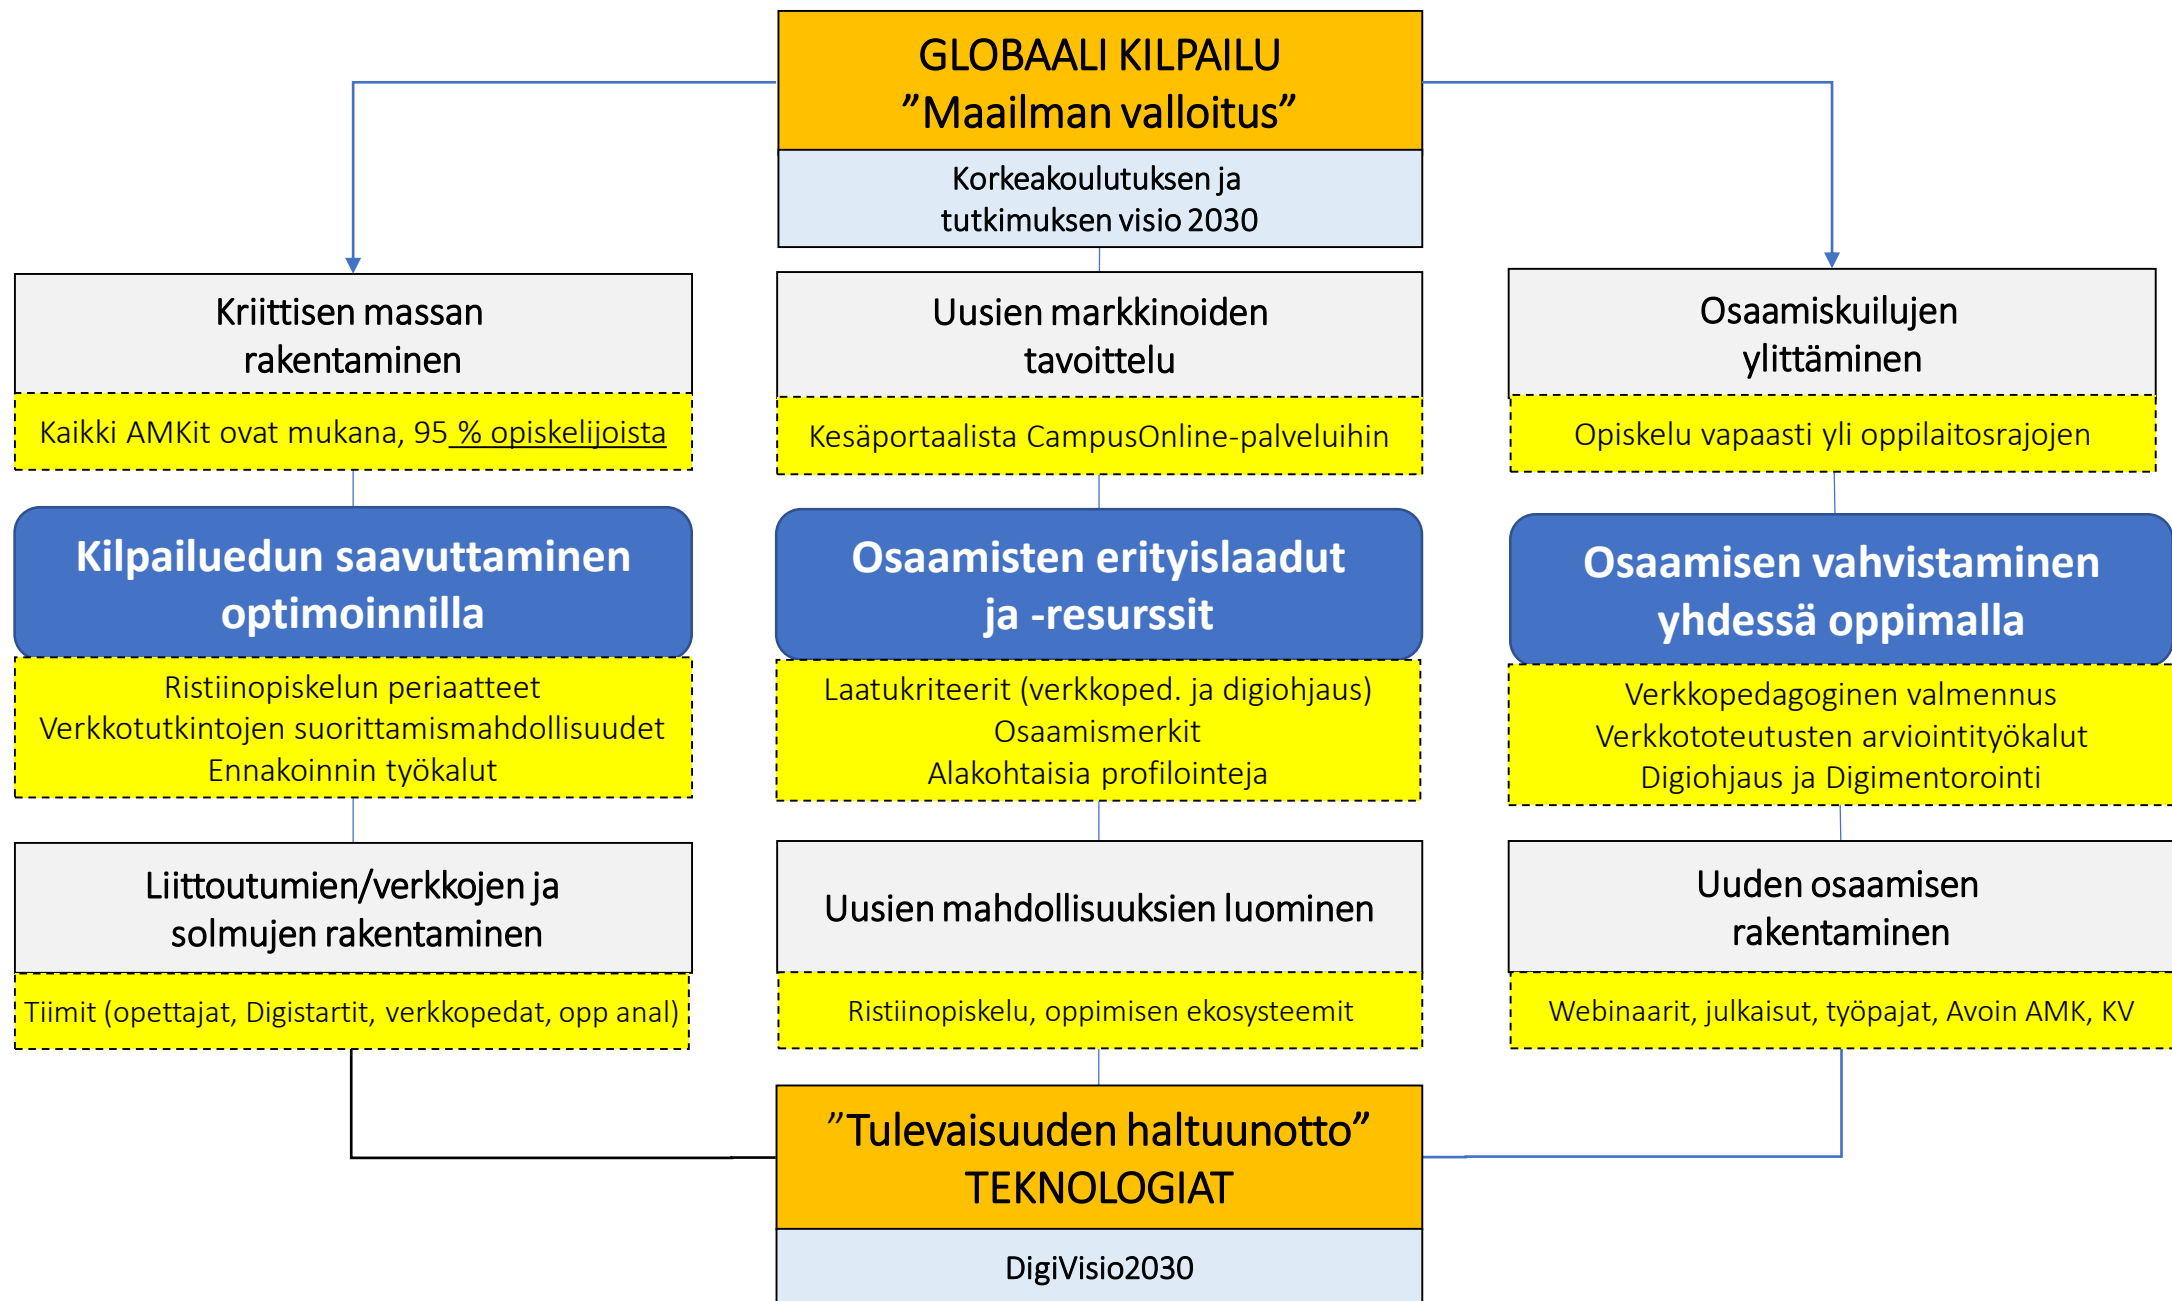 GLOBAALI KILPAILU
”Maailman valloitus”
Korkeakoulutuksen ja
tutkimuksen visio 2030
Kriittisen massan
rakentaminen
Kaikki AMKit ovat mukana, 95 % opiskelijoista
Uusien markkinoiden
tavoittelu
Kesäportaalista CampusOnline-palveluihin
Osaamiskuilujen
ylittäminen
Opiskelu vapaasti yli oppilaitosrajojen
Kilpailuedun saavuttaminen
optimoinnilla
Ristiinopiskelun periaatteet
Verkkotutkintojen suorittamismahdollisuudet
Ennakoinnin työkalut
Osaamisten erityislaadut
ja -resurssit
Laatukriteerit (verkkoped. ja digiohjaus)
Osaamismerkit
Alakohtaisia profilointeja
Osaamisen vahvistaminen
yhdessä oppimalla
Verkkopedagoginen valmennus
Verkkototeutusten arviointityökalut
Digiohjaus ja Digimentorointi
Liittoutumien/verkkojen ja
solmujen rakentaminen
Tiimit (opettajat, Digistartit, verkkopedat, opp anal)
Uusien mahdollisuuksien luominen
Ristiinopiskelu, oppimisen ekosysteemit
Uuden osaamisen
rakentaminen
Webinaarit, julkaisut, työpajat, Avoin AMK, KV
”Tulevaisuuden haltuunotto”
TEKNOLOGIAT
DigiVisio2030